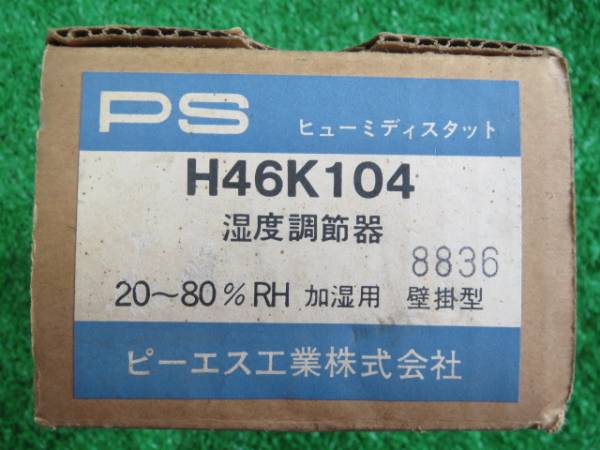 PS ヒューミディスタット
H46K104
湿度調節器
8836
20~80%RH 加湿用 壁掛型
ピーエス工業株式会社